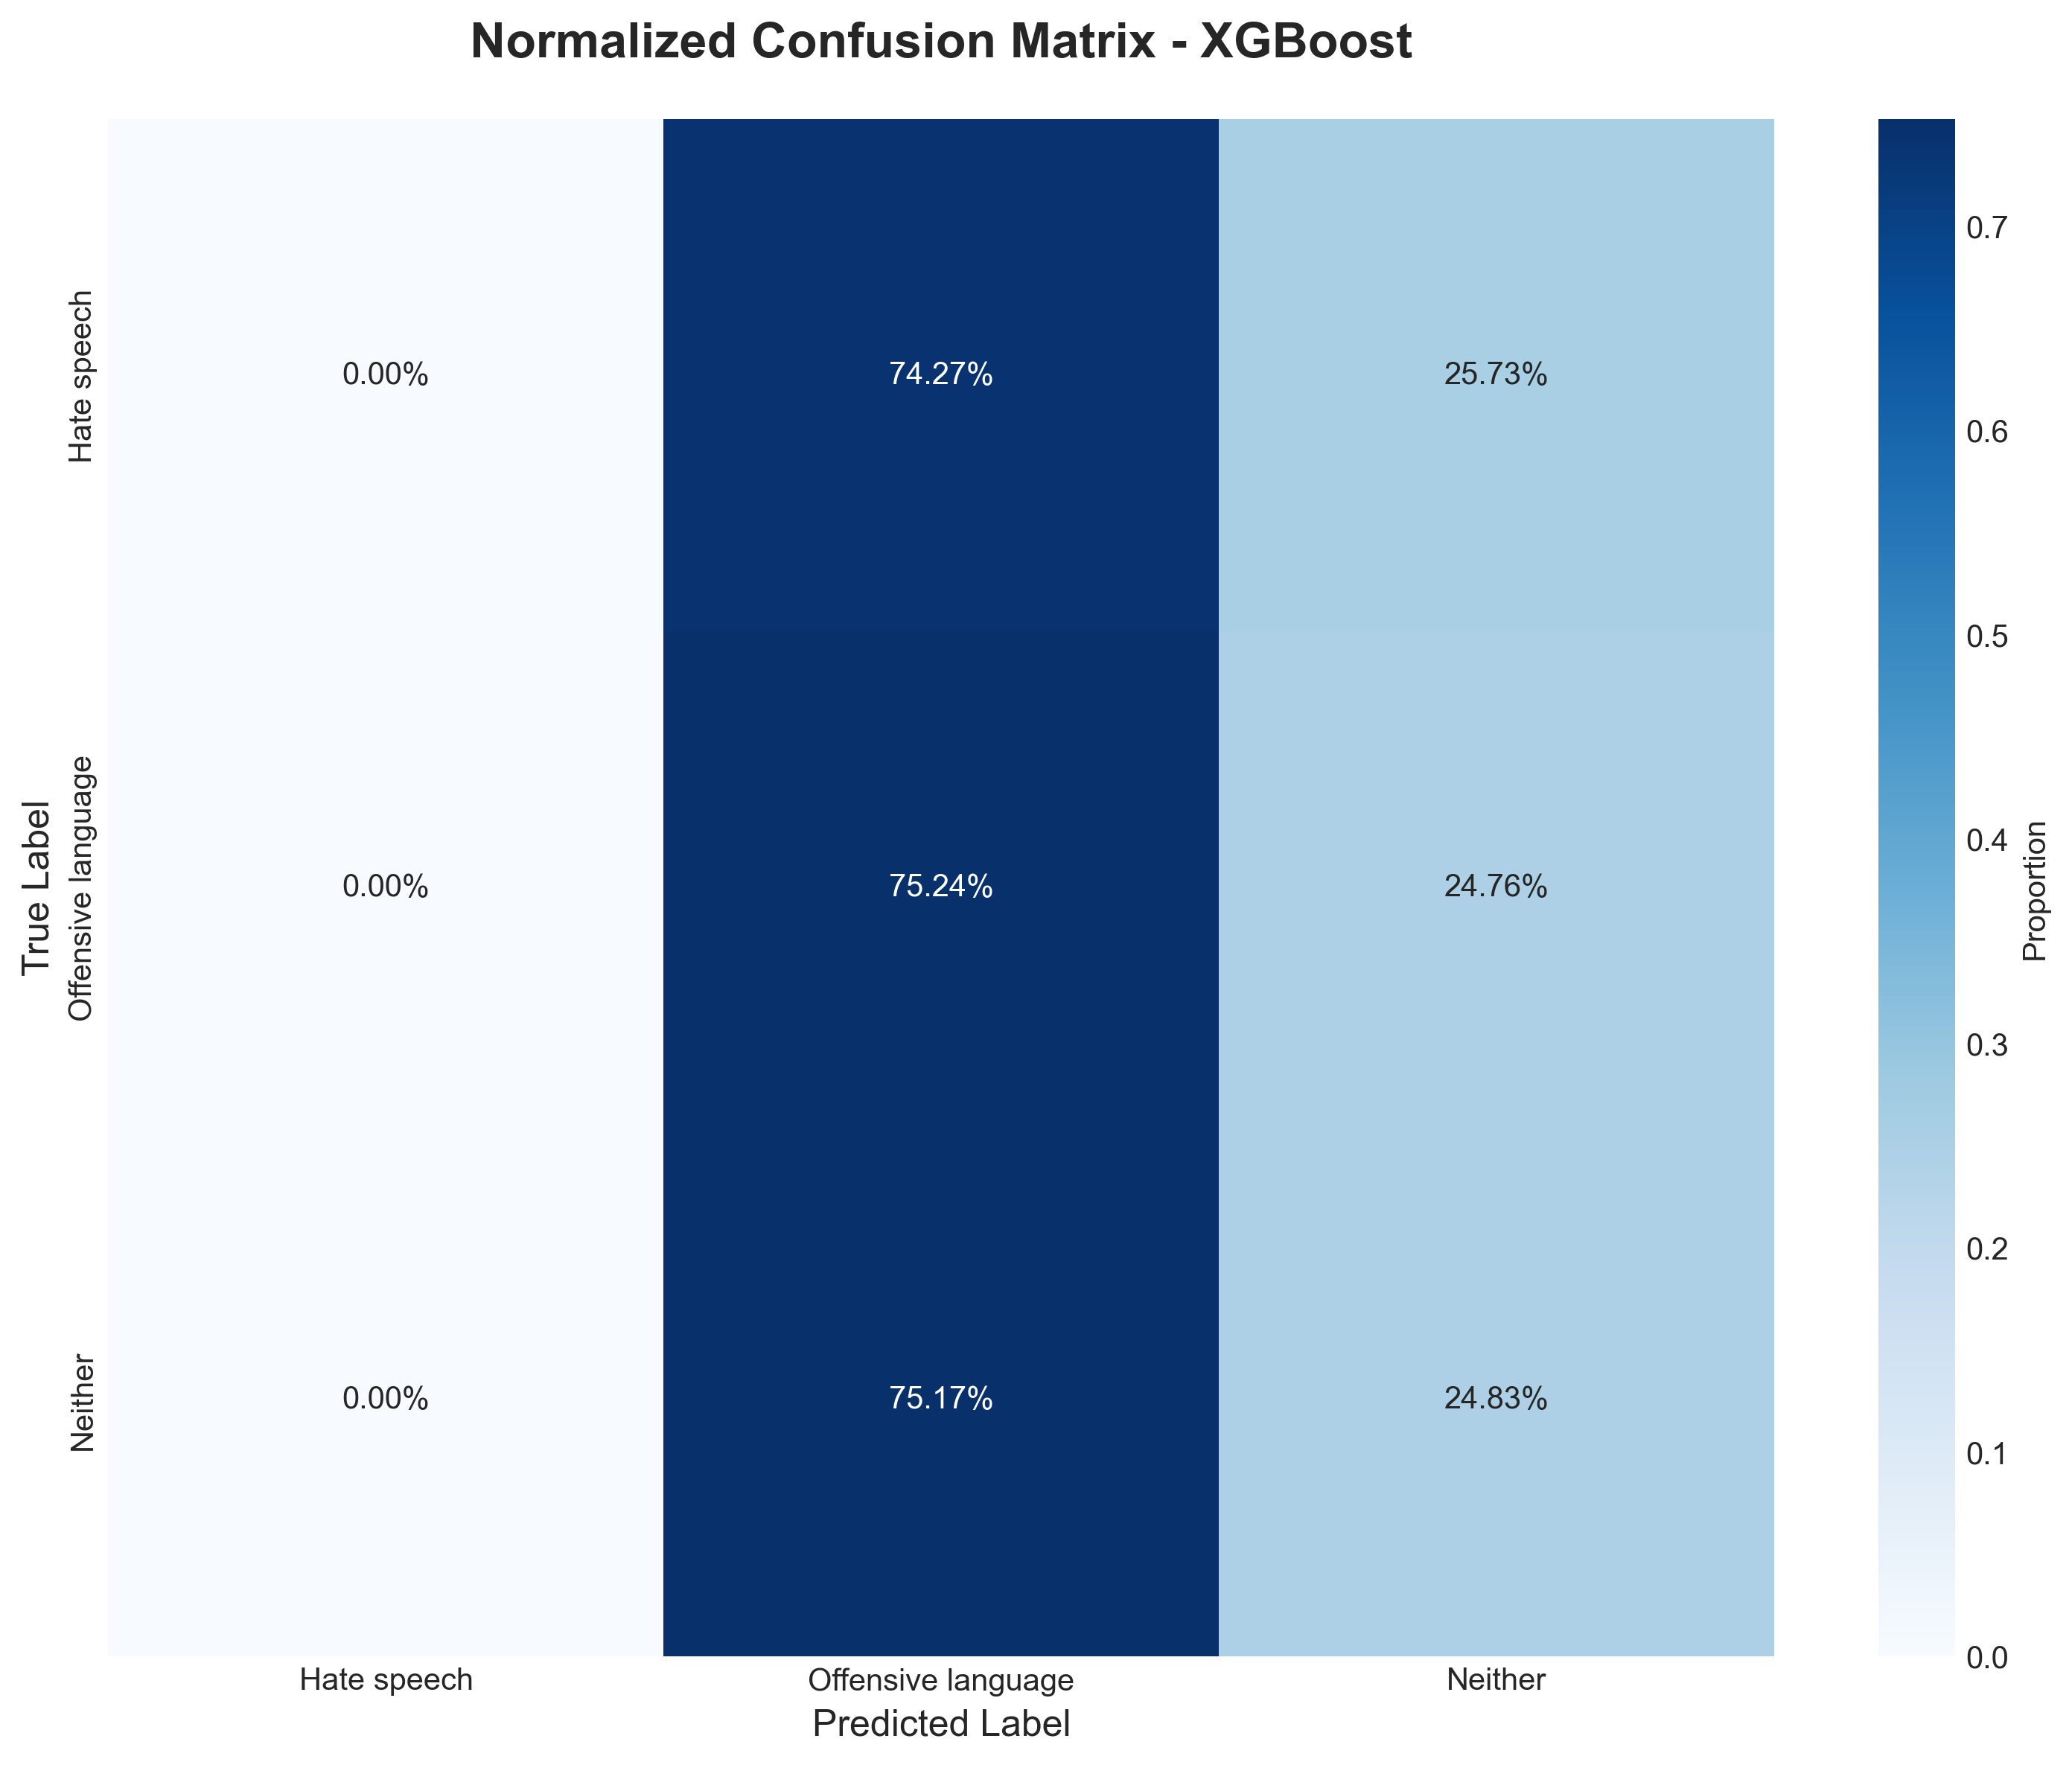 Normalized Confusion Matrix - XGBoost
True Label
Hate speech
0.00%
74.27%
25.73%
Offensive language
0.00%
75.24%
24.76%
Neither
0.00%
75.17%
24.83%
Hate speech
Offensive language
Neither
Predicted Label
0.7
0.6
0.5
0.4
0.3
0.2
0.1
0.0
Proportion